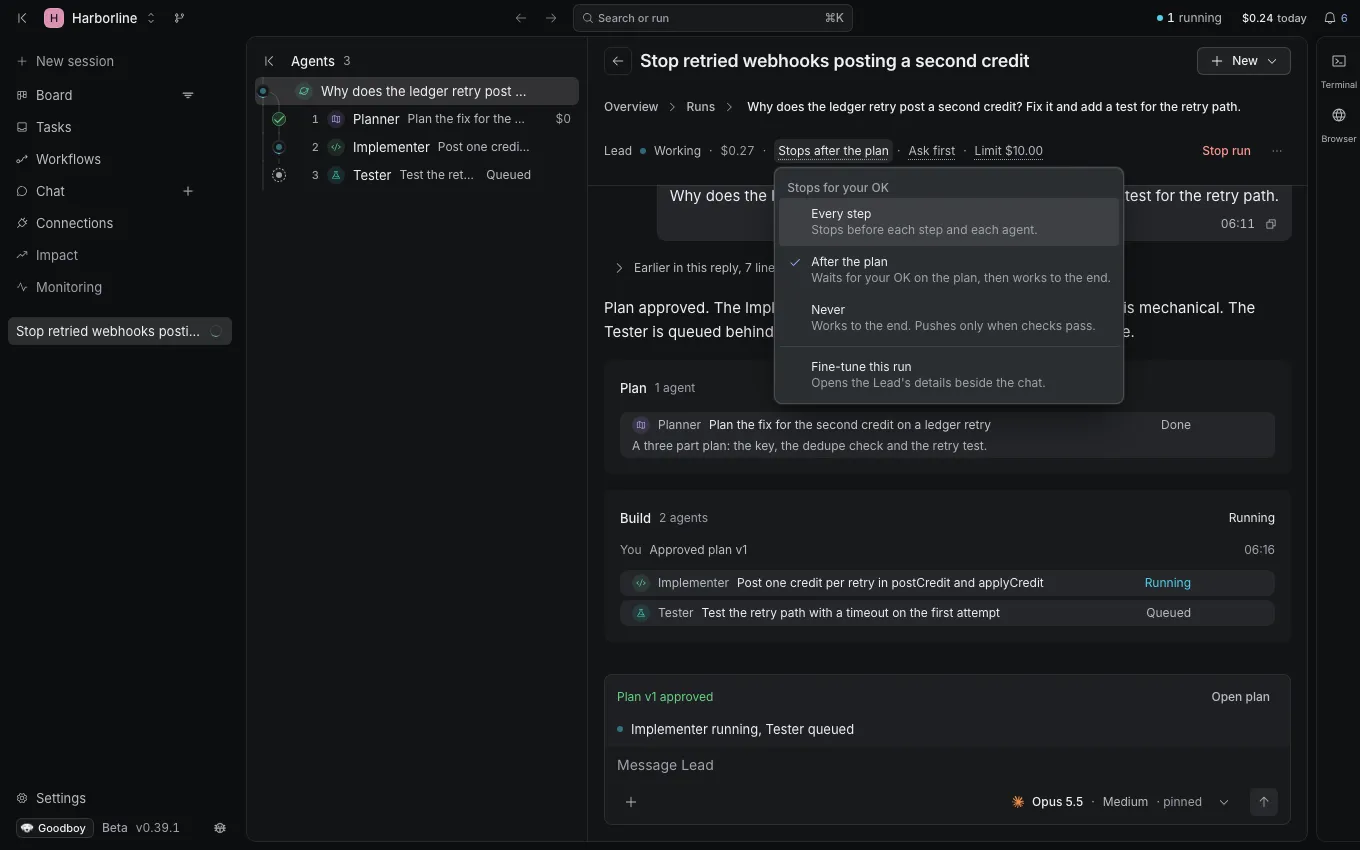 H Harborline
Search or run ⌘K
1 running $0.24 today 6
New session
Board
Tasks
Workflows
Chat
Connections
Impact
Monitoring
Stop retried webhooks posti...
Settings
Goodboy Beta v0.39.1
Agents 3
Why does the ledger retry post ...
1 Planner Plan the fix for the ... $0
2 Implementer Post one credi...
3 Tester Test the ret... Queued
Stop retried webhooks posting a second credit
New
Overview Runs Why does the ledger retry post a second credit? Fix it and add a test for the retry path.
Lead Working · $0.27 · Stops after the plan · Ask first · Limit $10.00
Stop run ...
Stops for your OK
Every step
Stops before each step and each agent.
After the plan
Waits for your OK on the plan, then works to the end.
Never
Works to the end. Pushes only when checks pass.
Fine-tune this run
Opens the Lead's details beside the chat.
Why does the test for the retry path.
06:11
Earlier in this reply, 7 line
Plan approved. The is mechanical. The
Tester is queued behind
Plan 1 agent
Planner Plan the fix for the second credit on a ledger retry Done
A three part plan: the key, the dedupe check and the retry test.
Build 2 agents Running
You Approved plan v1 06:16
Implementer Post one credit per retry in postCredit and applyCredit Running
Tester Test the retry path with a timeout on the first attempt Queued
Plan v1 approved Open plan
Implementer running, Tester queued
Message Lead
Opus 5.5 · Medium · pinned
Terminal
Browser